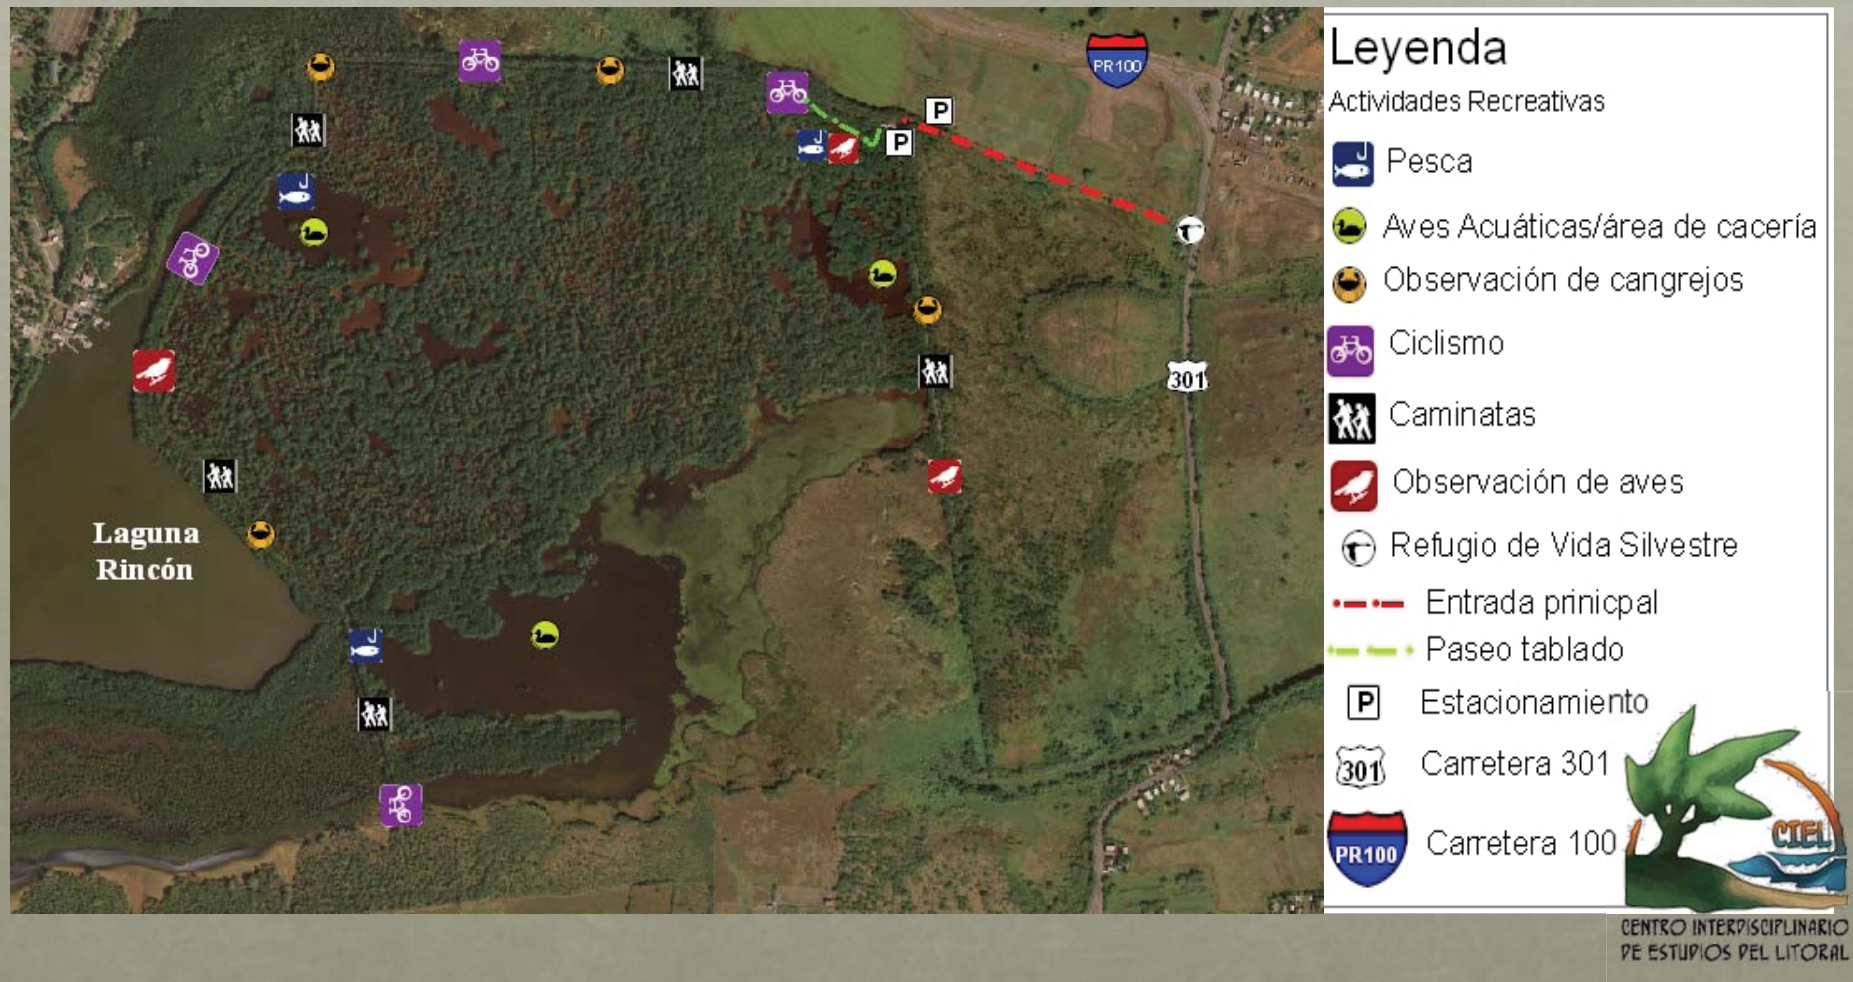 PR100
P
P
301
Laguna
Rincón
Leyenda
Actividades Recreativas
Pesca
Aves Acuáticas/área de cacería
Observación de cangrejos
Ciclismo
Caminatas
Observación de aves
Refugio de Vida Silvestre
Entrada prinicpal
Paseo tablado
P Estacionamiento
301 Carretera 301
PR100 Carretera 100
CIEL
CENTRO INTERDISCIPLINARIO
DE ESTUDIOS DEL LITORAL